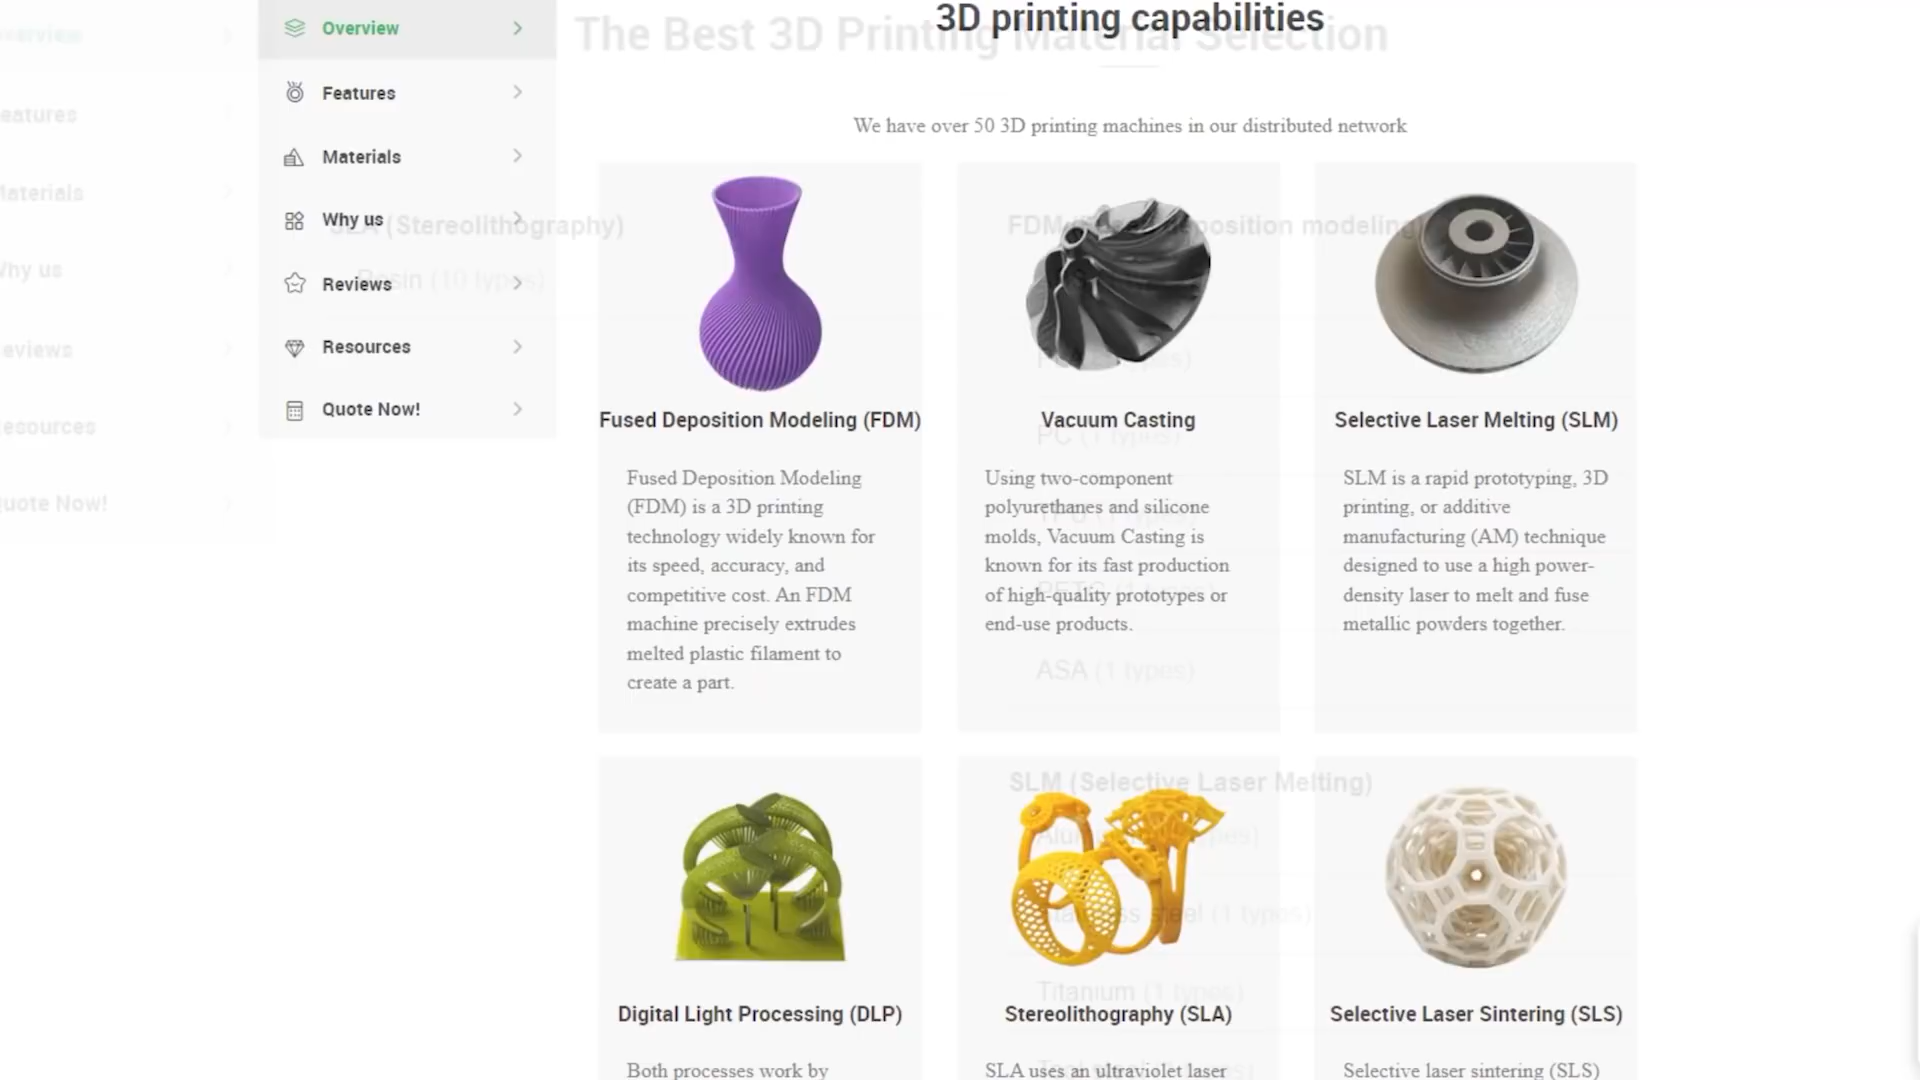 Overview
Features
Materials
Why us
Reviews
Resources
Quote Now!
The Best 3D Printing Material Selection
3D printing capabilities
We have over 50 3D printing machines in our distributed network
Fused Deposition Modeling (FDM)
Fused Deposition Modeling
(FDM) is a 3D printing
technology widely known for
its speed, accuracy, and
competitive cost. An FDM
machine precisely extrudes
melted plastic filament to
create a part.
Vacuum Casting
Using two-component
polyurethanes and silicone
molds, Vacuum Casting is
known for its fast production
of high-quality prototypes or
end-use products.
Selective Laser Melting (SLM)
SLM is a rapid prototyping, 3D
printing, or additive
manufacturing (AM) technique
designed to use a high power-
density laser to melt and fuse
metallic powders together.
Digital Light Processing (DLP)
Both processes work by
Stereolithography (SLA)
SLA uses an ultraviolet laser
Selective Laser Sintering (SLS)
Selective laser sintering (SLS)
SLA (Stereolithography)
Resin (10 types)
FDM deposition modeling)
PC (1 types)
PETG (1 types)
ASA (1 types)
SLM (Selective Laser Melting)
Stainless steel (1 types)
Titanium (1 types)